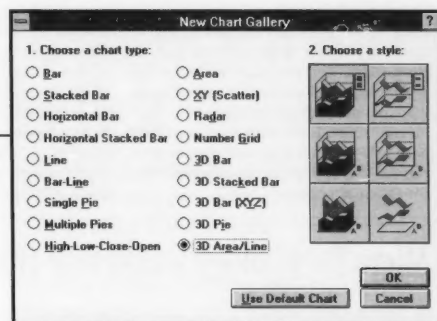 New Chart Gallery
?
1. Choose a chart type:
Bar
Stacked Bar
Horizontal Bar
Horizontal Stacked Bar
Line
Bar-Line
Single Pie
Multiple Pies
High-Low-Close-Open
Area
XY (Scatter)
Radar
Number Grid
3D Bar
3D Stacked Bar
3D Bar (XYZ)
3D Pie
3D Area/Line
2. Choose a style:
A B
A B
A B
A B
OK
Use Default Chart
Cancel